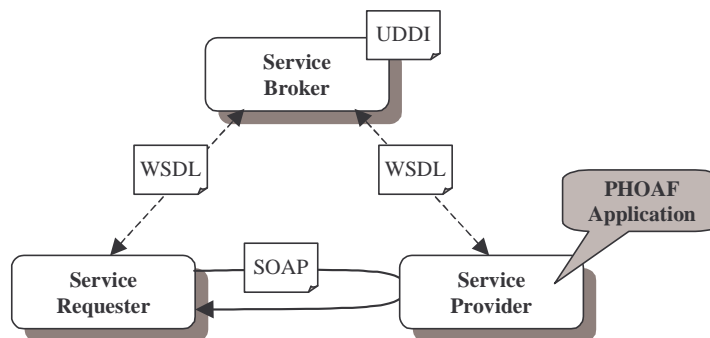 UDDI
Service
Broker
WSDL
WSDL
PHOAF
Application
SOAP
Service
Requester
Service
Provider